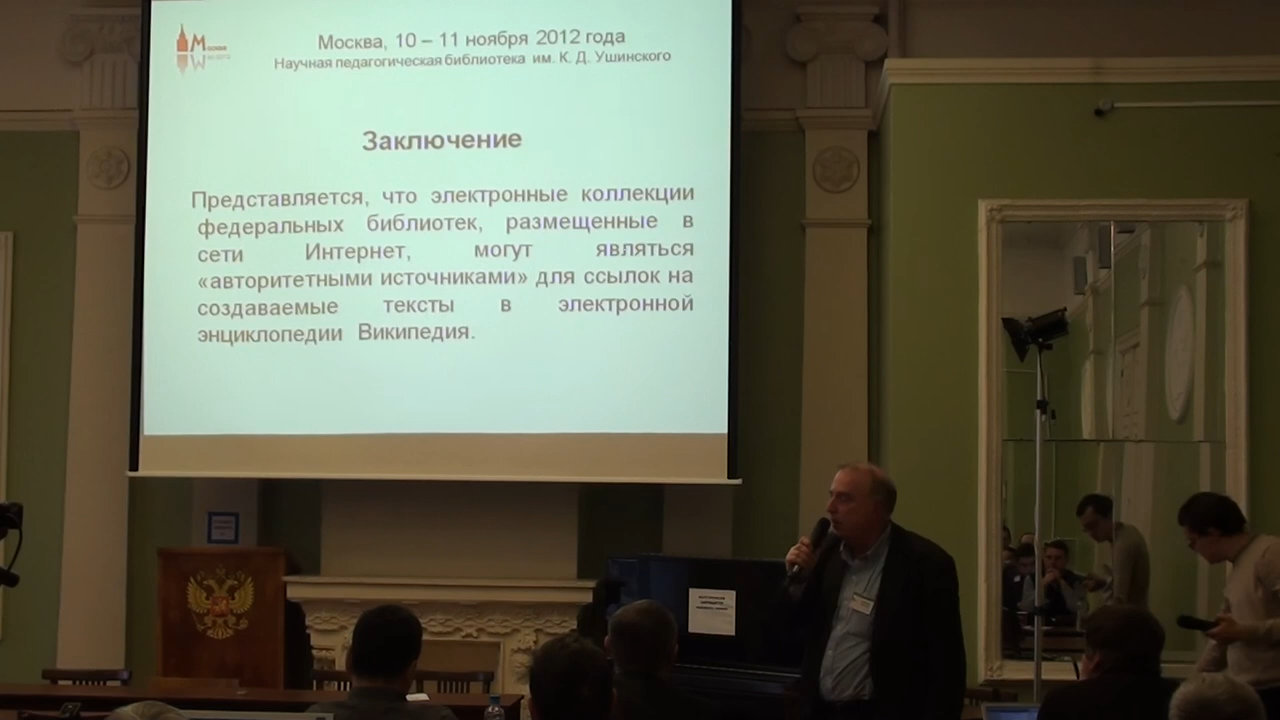 Москва, 10 – 11 ноября 2012 года
Научная педагогическая библиотека им. К. Д. Ушинского
Заключение
Представляется, что электронные коллекции
федеральных библиотек, размещенные в
сети Интернет, могут являться
«авторитетными источниками» для ссылок на
создаваемые тексты в электронной
энциклопедии Википедия.